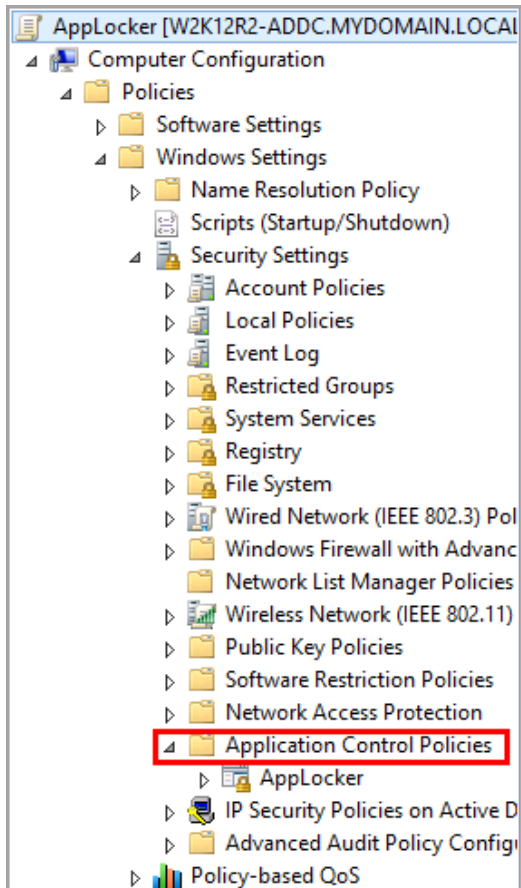 AppLocker [W2K12R2-ADDC.MYDOMAIN.LOCAL
Computer Configuration
Policies
Software Settings
Windows Settings
Name Resolution Policy
Scripts (Startup/Shutdown)
Security Settings
Account Policies
Local Policies
Event Log
Restricted Groups
System Services
Registry
File System
Wired Network (IEEE 802.3) Pol
Windows Firewall with Advanc
Network List Manager Policies
Wireless Network (IEEE 802.11)
Public Key Policies
Software Restriction Policies
Network Access Protection
Application Control Policies
AppLocker
IP Security Policies on Active D
Advanced Audit Policy Configu
Policy-based QoS